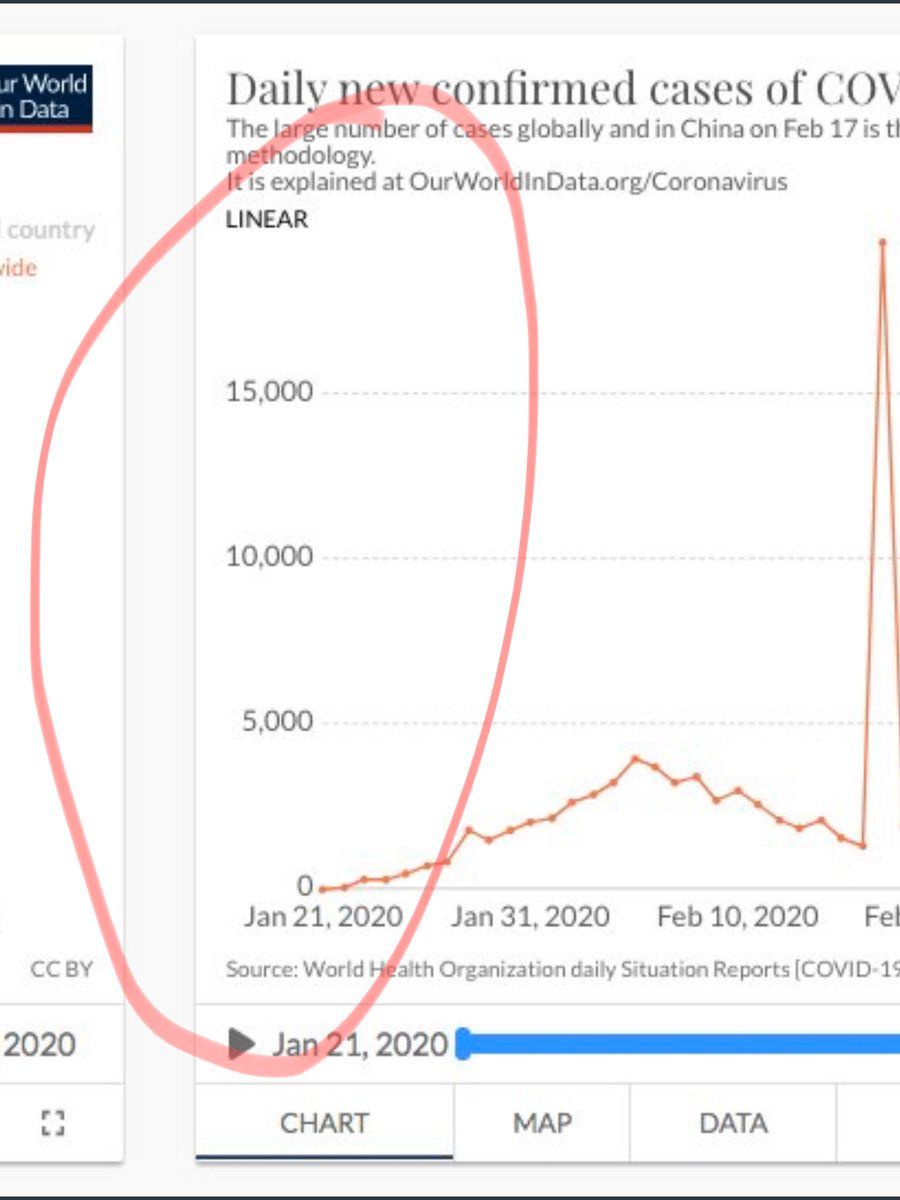 ur World
n Data
country
wide
CC BY
2020
Daily new confirmed cases of COV
The large number of cases globally and in China on Feb 17 is th
methodology.
It is explained at OurWorldInData.org/Coronavirus
LINEAR
15,000
10,000
5,000
0
Jan 21, 2020 Jan 31, 2020 Feb 10, 2020 Feb
Source: World Health Organization daily Situation Reports [COVID-19
Jan 21, 2020
CHART MAP DATA